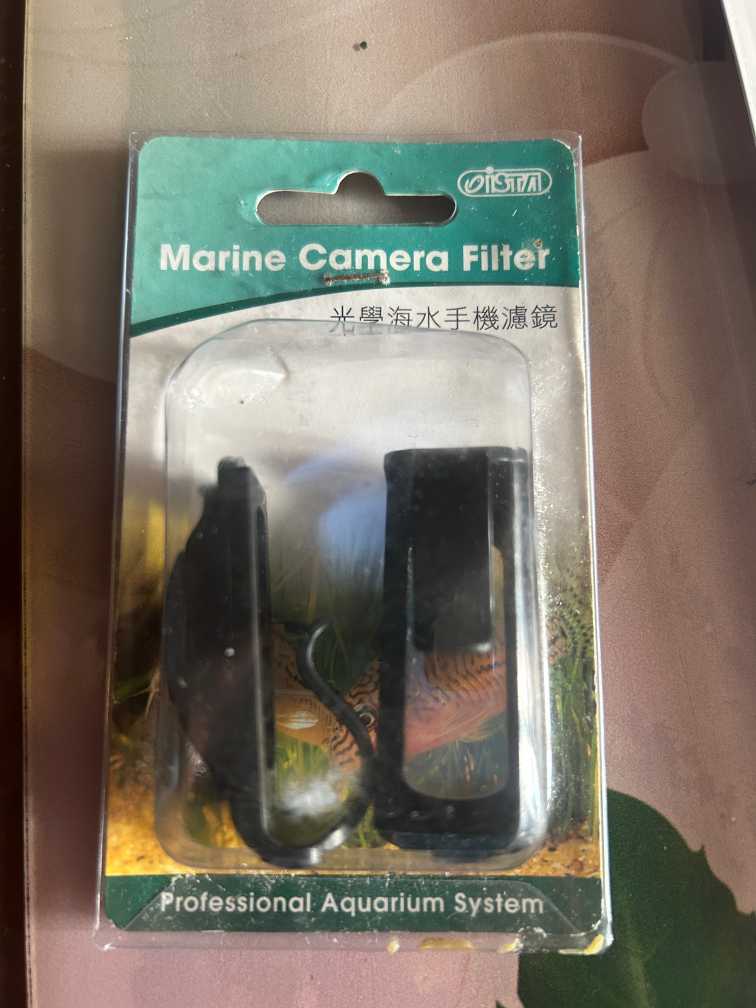 ISTA
Marine Camera Filter
光學海水手機濾鏡
Professional Aquarium System